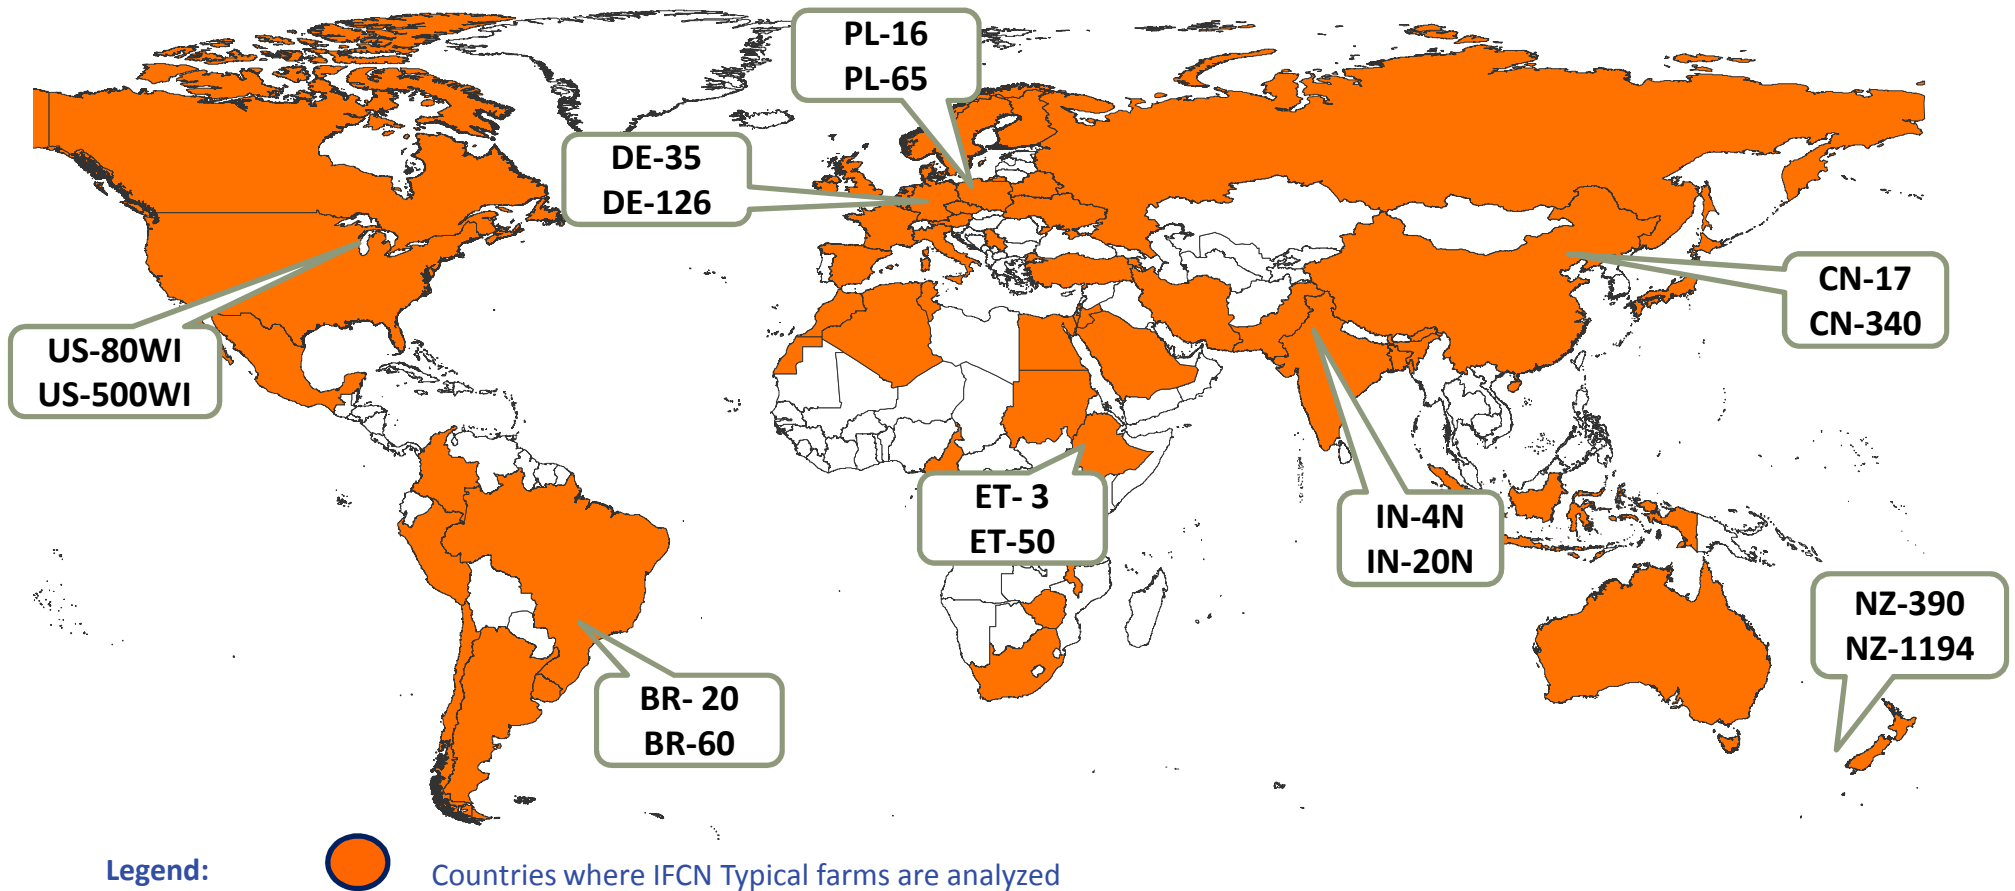 PL-16
PL-65
DE-35
DE-126
CN-17
CN-340
US-80WI
US-500WI
ET- 3
ET-50
IN-4N
IN-20N
NZ-390
NZ-1194
BR- 20
BR-60
Legend:
Countries where IFCN Typical farms are analyzed